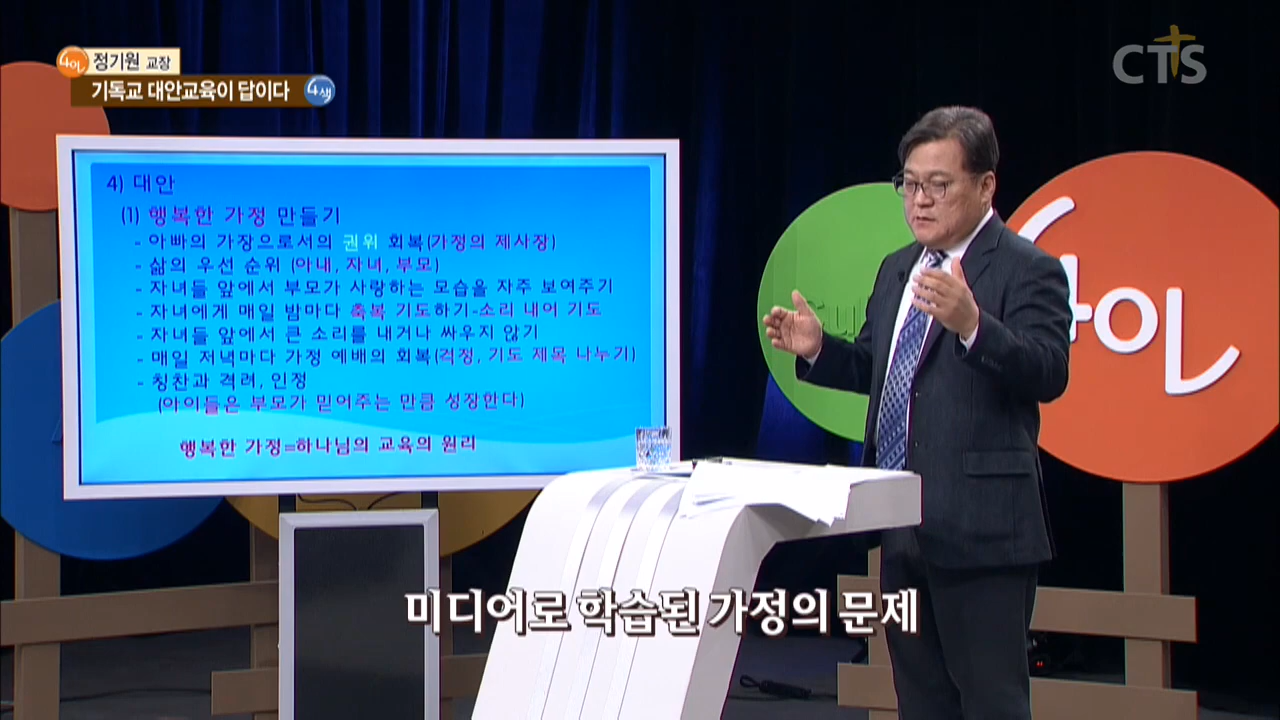 4인 정기원 교장
기독교 대안교육이 답이다 4색
CTS
4) 대안
(1) 행복한 가정 만들기
- 아빠의 가장으로서의 권위 회복(가정의 제사장)
- 삶의 우선 순위 (아내, 자녀, 부모)
- 자녀들 앞에서 부모가 사랑하는 모습을 자주 보여주기
- 자녀에게 매일 밤마다 축복 기도하기-소리 내어 기도
- 자녀들 앞에서 큰 소리를 내거나 싸우지 않기
- 매일 저녁마다 가정 예배의 회복(걱정, 기도 제목 나누기)
- 칭찬과 격려, 인정
(아이들은 부모가 믿어주는 만큼 성장한다)
행복한 가정=하나님의 교육의 원리
4인
미디어로 학습된 가정의 문제